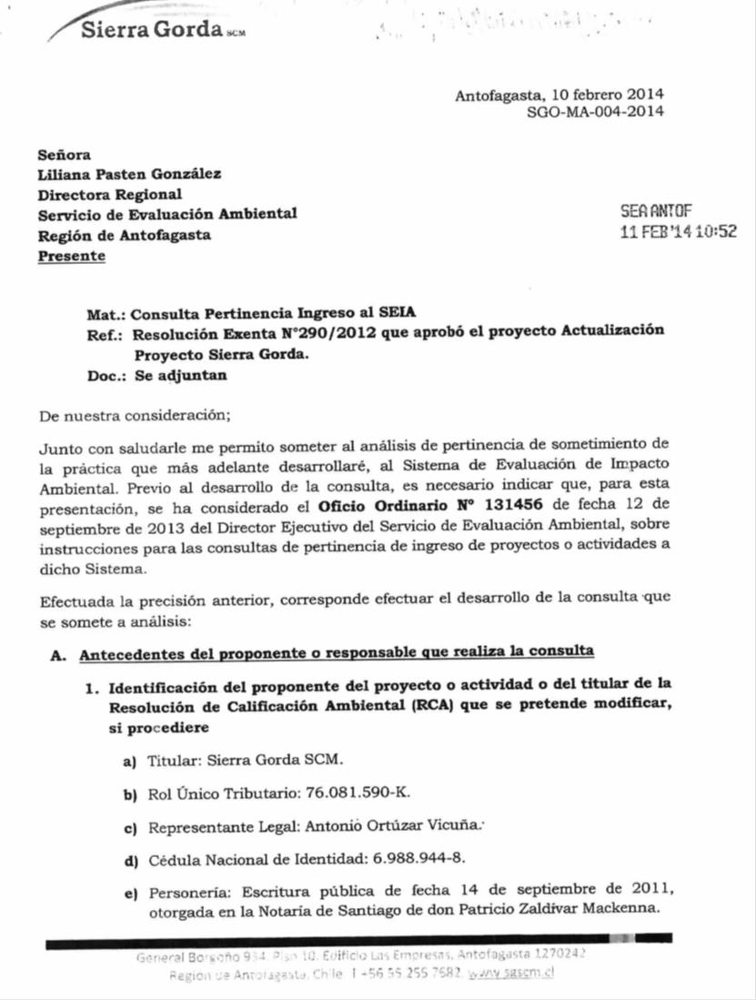 Sierra Gorda SCM
Antofagasta, 10 febrero 2014
SGO-MA-004-2014
Señora
Liliana Pasten González
Directora Regional
Servicio de Evaluación Ambiental
Región de Antofagasta
Presente
SEA ANTOF
11 FEB '14 10:52
Mat.: Consulta Pertinencia Ingreso al SEIA
Ref.: Resolución Exenta N°290/2012 que aprobó el proyecto Actualización
Proyecto Sierra Gorda.
Doc.: Se adjuntan
De nuestra consideración;
Junto con saludarle me permito someter al análisis de pertinencia de sometimiento de
la práctica que más adelante desarrollaré, al Sistema de Evaluación de Impacto
Ambiental. Previo al desarrollo de la consulta, es necesario indicar que, para esta
presentación, se ha considerado el Oficio Ordinario Nº 131456 de fecha 12 de
septiembre de 2013 del Director Ejecutivo del Servicio de Evaluación Ambiental, sobre
instrucciones para las consultas de pertinencia de ingreso de proyectos o actividades a
dicho Sistema.
Efectuada la precisión anterior, corresponde efectuar el desarrollo de la consulta que
se somete a análisis:
A. Antecedentes del proponente o responsable que realiza la consulta
1. Identificación del proponente del proyecto o actividad o del titular de la
Resolución de Calificación Ambiental (RCA) que se pretende modificar,
si procediere
a) Titular: Sierra Gorda SCM.
b) Rol Único Tributario: 76.081.590-K.
c) Representante Legal: Antonio Ortúzar Vicuña.
d) Cédula Nacional de Identidad: 6.988.944-8.
e) Personería: Escritura pública de fecha 14 de septiembre de 2011,
otorgada en la Notaría de Santiago de don Patricio Zaldívar Mackenna.
General Borgoño 934, Piso 10, Edificio Las Empresas, Antofagasta 1270242
Región de Antofagasta, Chile. T +56 55 255 7682. www.sgscm.cl